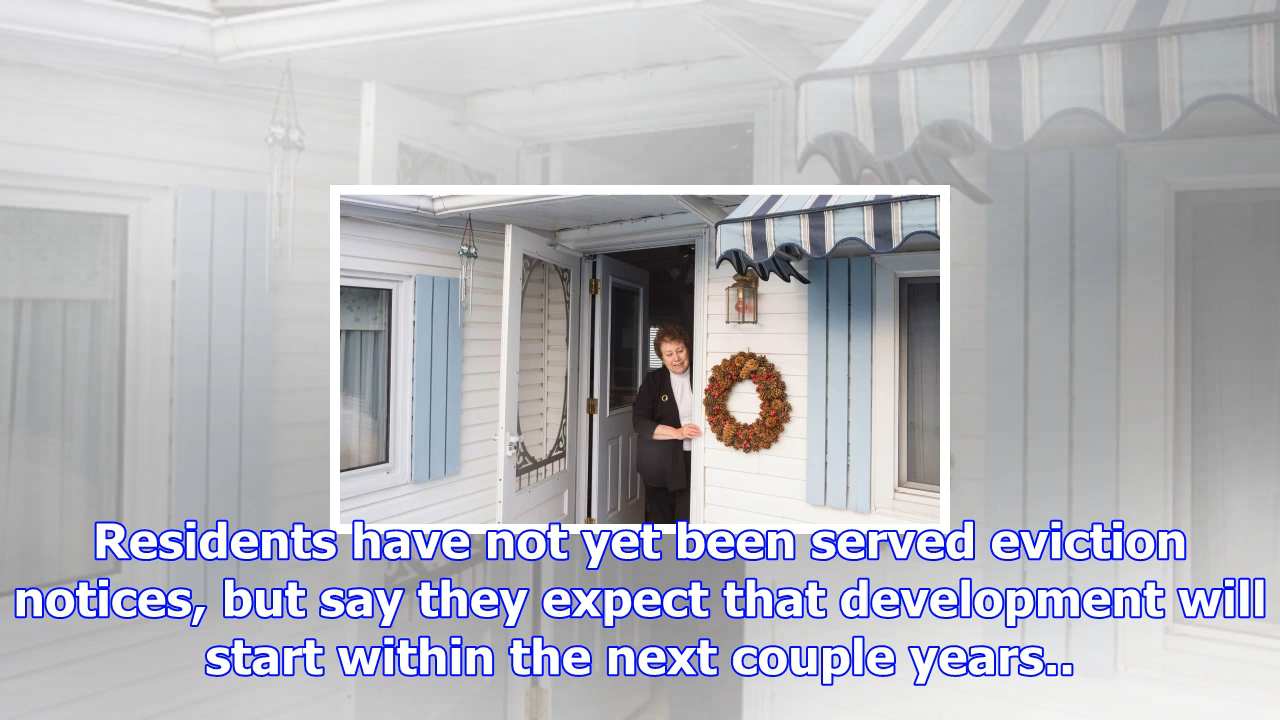 Residents have not yet been served eviction
notices, but say they expect that development will
start within the next couple years..